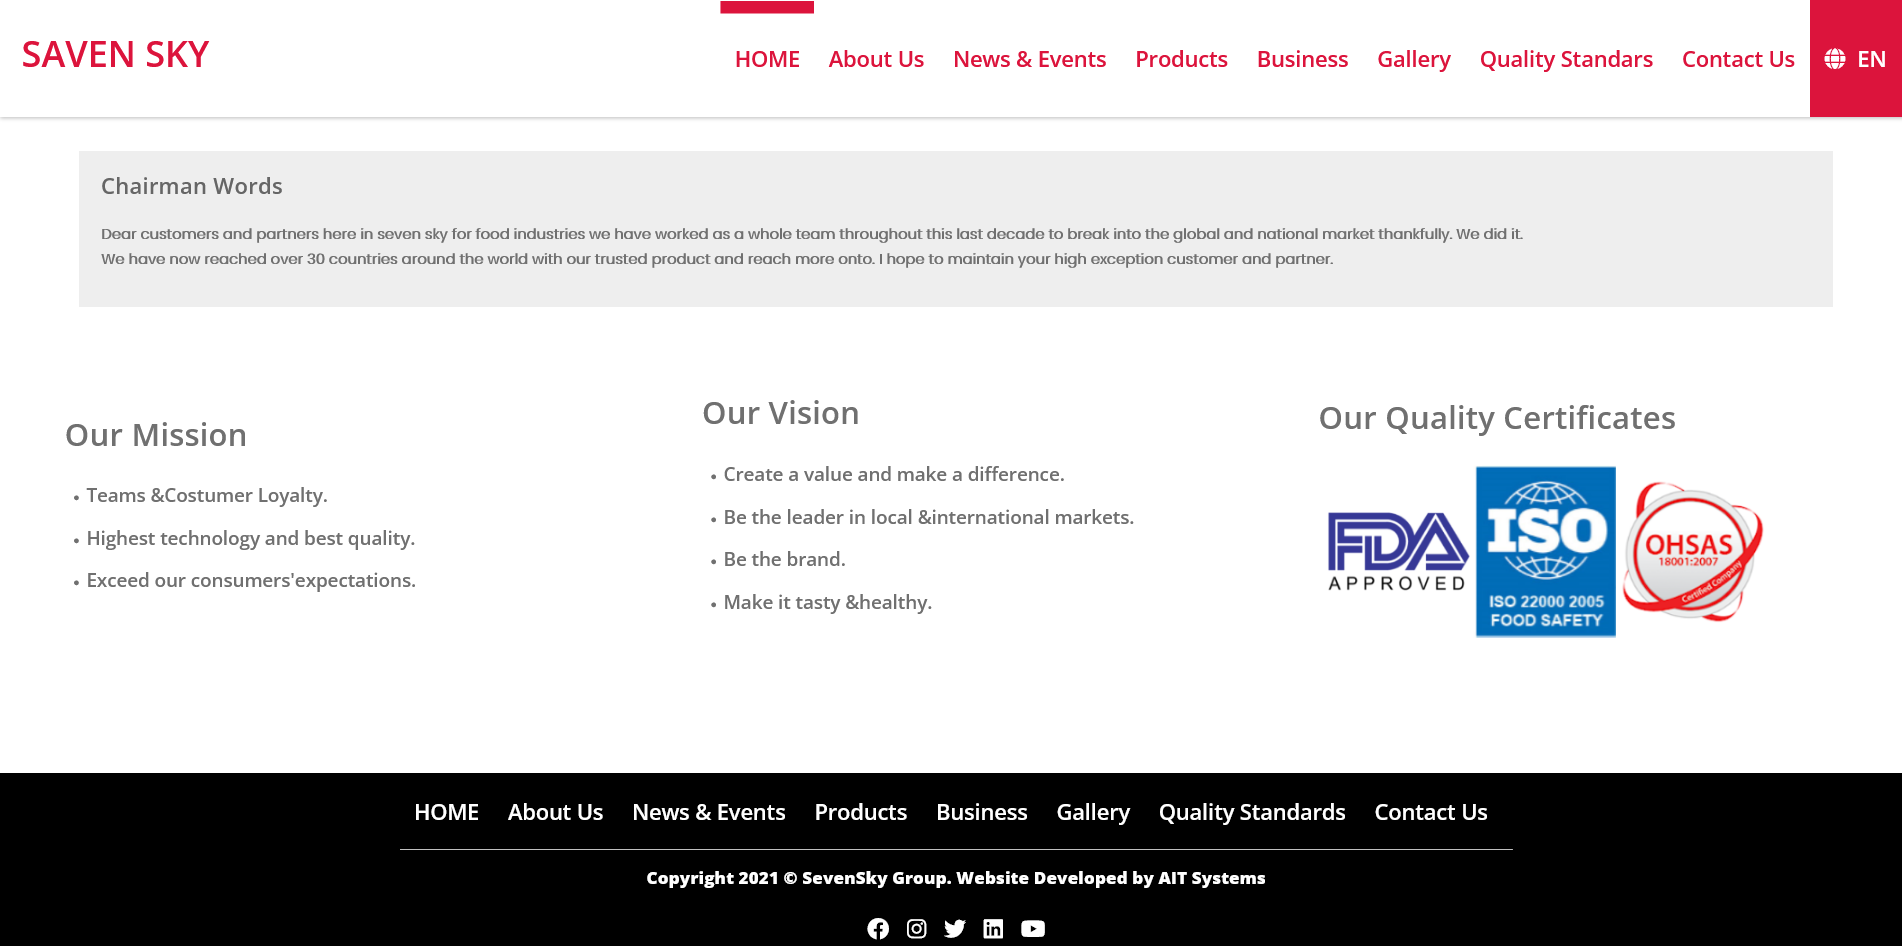 SAVEN SKY
HOME About Us News & Events Products Business Gallery Quality Standars Contact Us EN
Chairman Words
Dear customers and partners here in seven sky for food industries we have worked as a whole team throughout this last decade to break into the global and national market thankfully. We did it.
We have now reached over 30 countries around the world with our trusted product and reach more onto. I hope to maintain your high exception customer and partner.
Our Mission
• Teams &Costumer Loyalty.
• Highest technology and best quality.
• Exceed our consumers'expectations.
Our Vision
• Create a value and make a difference.
• Be the leader in local &international markets.
• Be the brand.
• Make it tasty &healthy.
Our Quality Certificates
FDA
APPROVED
ISO
ISO 22000 2005
FOOD SAFETY
OHSAS
18001:2007
Certified Company
HOME About Us News & Events Products Business Gallery Quality Standards Contact Us
Copyright 2021 © SevenSky Group. Website Developed by AIT Systems